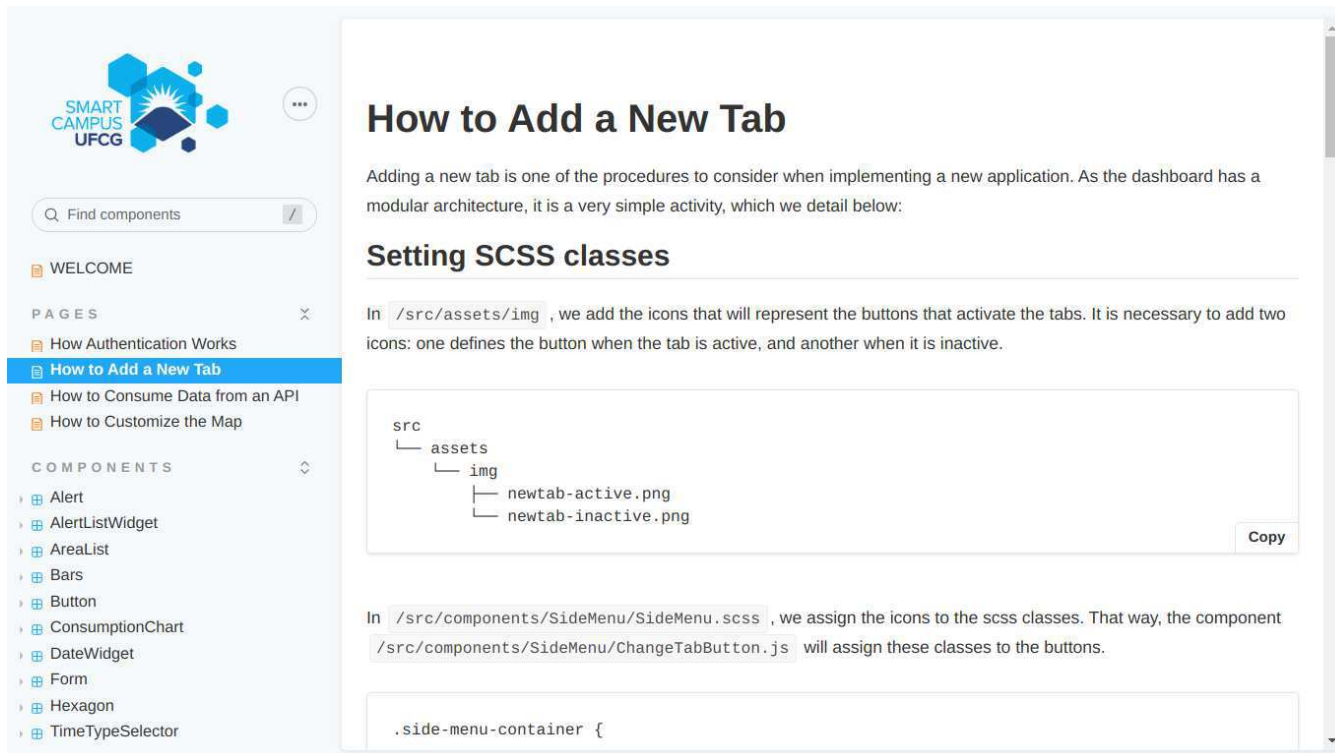 SMART
CAMPUS
UFCG
Find components /
WELCOME
PAGES
How Authentication Works
How to Add a New Tab
How to Consume Data from an API
How to Customize the Map
COMPONENTS
Alert
AlertListWidget
AreaList
Bars
Button
ConsumptionChart
DateWidget
Form
Hexagon
TimeTypeSelector
How to Add a New Tab
Adding a new tab is one of the procedures to consider when implementing a new application. As the dashboard has a
modular architecture, it is a very simple activity, which we detail below:
Setting SCSS classes
In /src/assets/img , we add the icons that will represent the buttons that activate the tabs. It is necessary to add two
icons: one defines the button when the tab is active, and another when it is inactive.
src
└── assets
    └── img
        ├── newtab-active.png
        └── newtab-inactive.png
Copy
In /src/components/SideMenu/SideMenu.scss , we assign the icons to the scss classes. That way, the component
/src/components/SideMenu/ChangeTabButton.js will assign these classes to the buttons.
.side-menu-container {